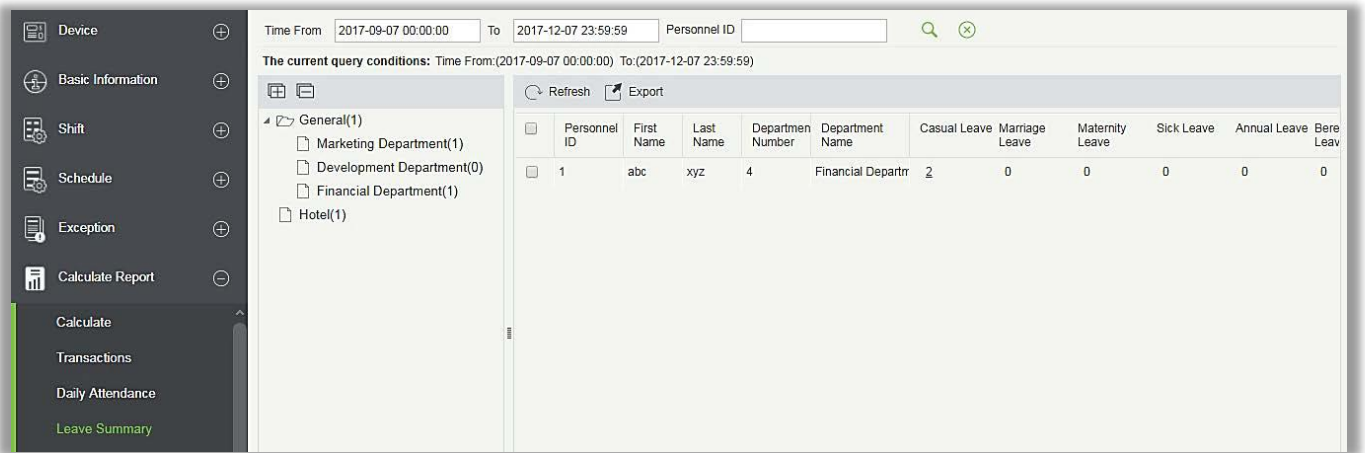 Device
Basic Information
Shift
Schedule
Exception
Calculate Report
Calculate
Transactions
Daily Attendance
Leave Summary
Time From 2017-09-07 00:00:00 To 2017-12-07 23:59:59 Personnel ID
The current query conditions: Time From:(2017-09-07 00:00:00) To:(2017-12-07 23:59:59)
General(1)
Marketing Department(1)
Development Department(0)
Financial Department(1)
Hotel(1)
Refresh Export
Personnel ID First Name Last Name Departmen Number Department Name Casual Leave Marriage Leave Maternity Leave Sick Leave Annual Leave Bere Leav
1 abc xyz 4 Financial Departm 2 0 0 0 0 0